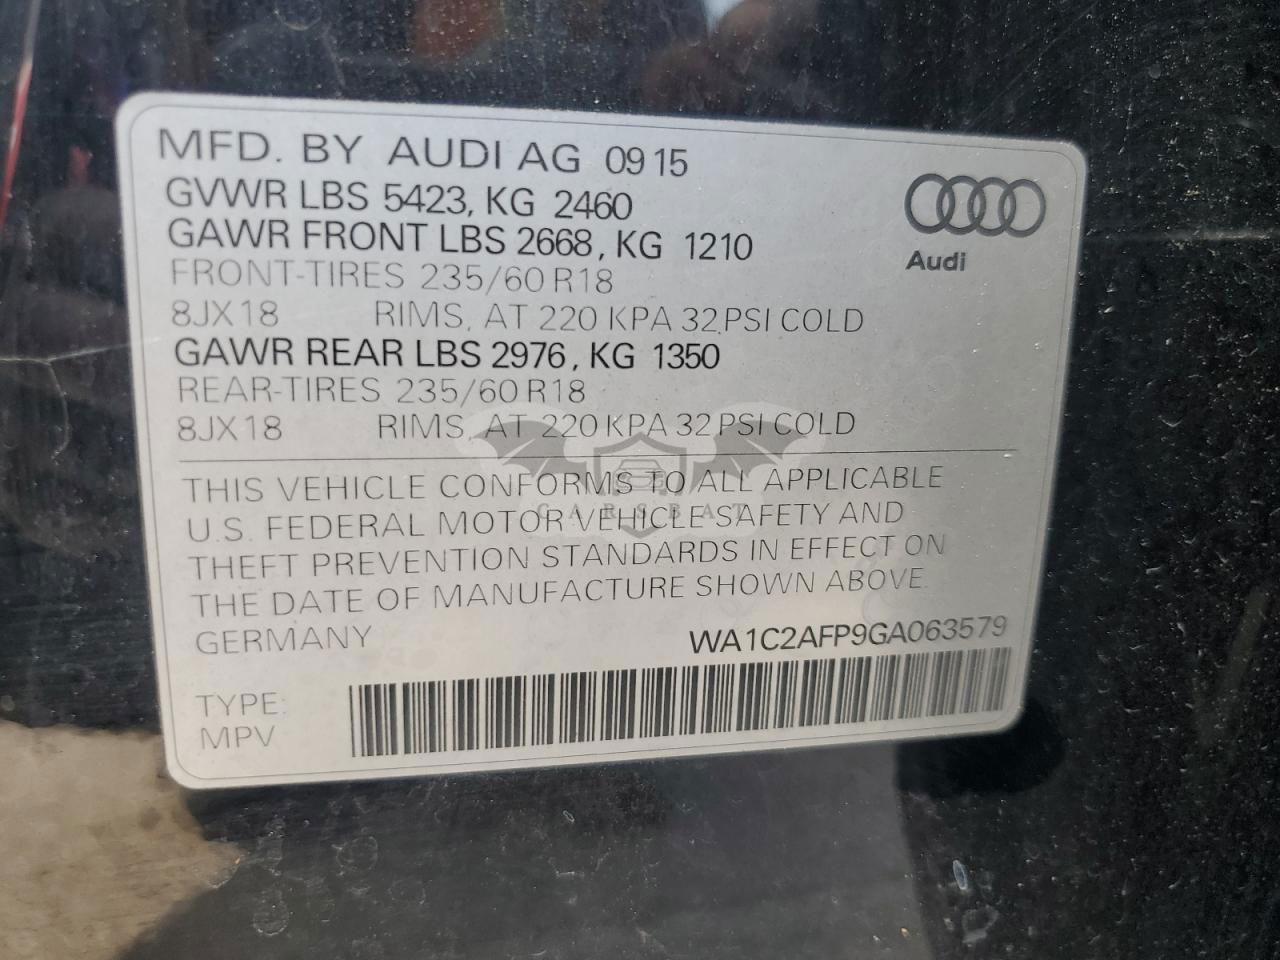 MFD. BY AUDI AG 09 15
GVWR LBS 5423, KG 2460
GAWR FRONT LBS 2668, KG 1210
FRONT-TIRES 235/60 R18
8JX18 RIMS, AT 220 KPA 32 PSI COLD
GAWR REAR LBS 2976, KG 1350
REAR-TIRES 235/60 R18
8JX18 RIMS, AT 220 KPA 32 PSI COLD
Audi
THIS VEHICLE CONFORMS TO ALL APPLICABLE
U.S. FEDERAL MOTOR VEHICLE SAFETY AND
THEFT PREVENTION STANDARDS IN EFFECT ON
THE DATE OF MANUFACTURE SHOWN ABOVE.
GERMANY WA1C2AFP9GA063579
TYPE:
MPV
CARSBAT